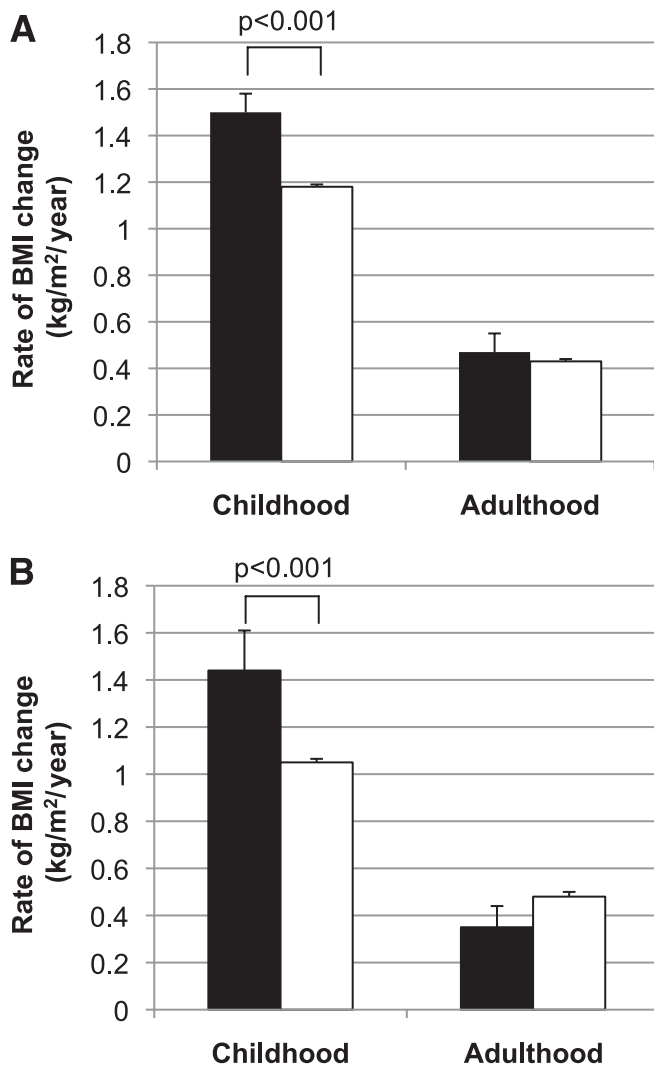 A
p<0.001
Rate of BMI change
(kg/m²/year)
1.8
1.6
1.4
1.2
1
0.8
0.6
0.4
0.2
0
Childhood Adulthood
B
p<0.001
Rate of BMI change
(kg/m²/year)
1.8
1.6
1.4
1.2
1
0.8
0.6
0.4
0.2
0
Childhood Adulthood